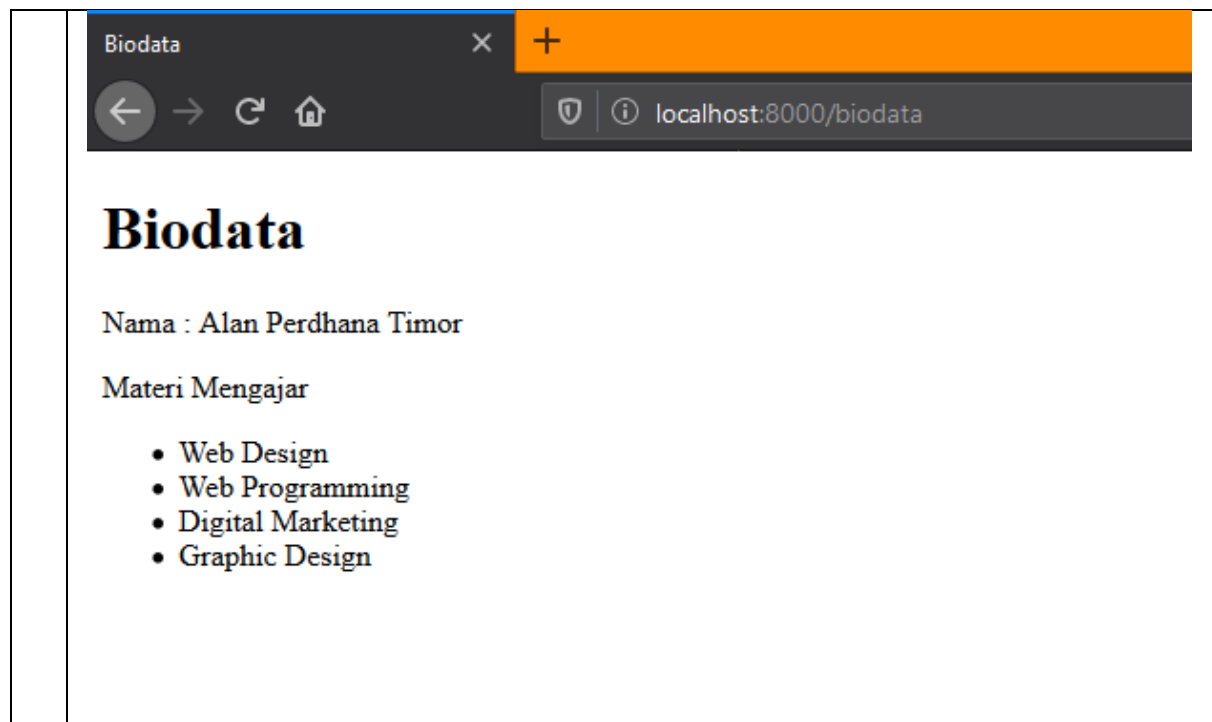 Biodata
localhost:8000/biodata
Biodata
Nama : Alan Perdhana Timor
Materi Mengajar
• Web Design
• Web Programming
• Digital Marketing
• Graphic Design